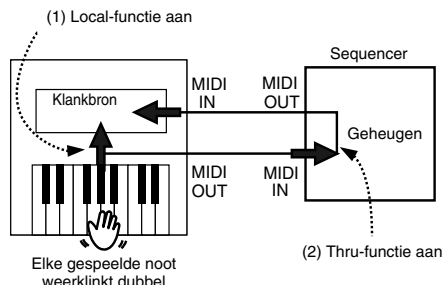 (1) Local-functie aan
Sequencer
Klankbron
MIDI
IN
MIDI
OUT
Geheugen
MIDI
OUT
MIDI
IN
(2) Thru-functie aan
Elke gespeelde noot
weerklinkt dubbel